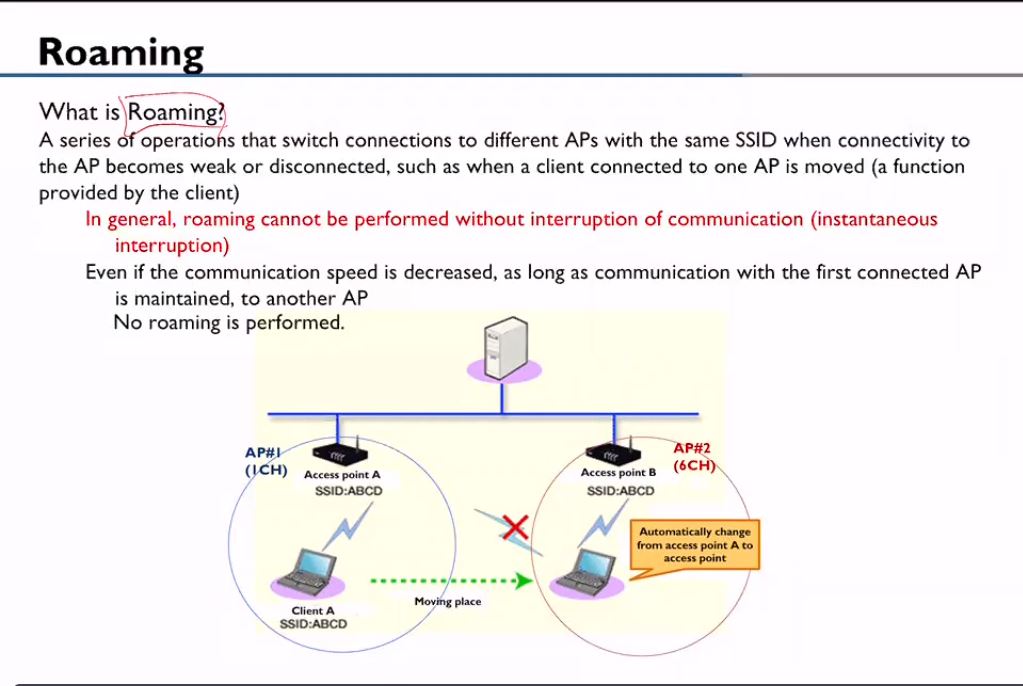 Roaming
What is Roaming?
A series of operations that switch connections to different APs with the same SSID when connectivity to
the AP becomes weak or disconnected, such as when a client connected to one AP is moved (a function
provided by the client)
In general, roaming cannot be performed without interruption of communication (instantaneous
interruption)
Even if the communication speed is decreased, as long as communication with the first connected AP
is maintained, to another AP
No roaming is performed.
AP#1
(1CH)
Access point A
SSID:ABCD
AP#2
(6CH)
Access point B
SSID:ABCD
Automatically change
from access point A to
access point
Moving place
Client A
SSID:ABCD